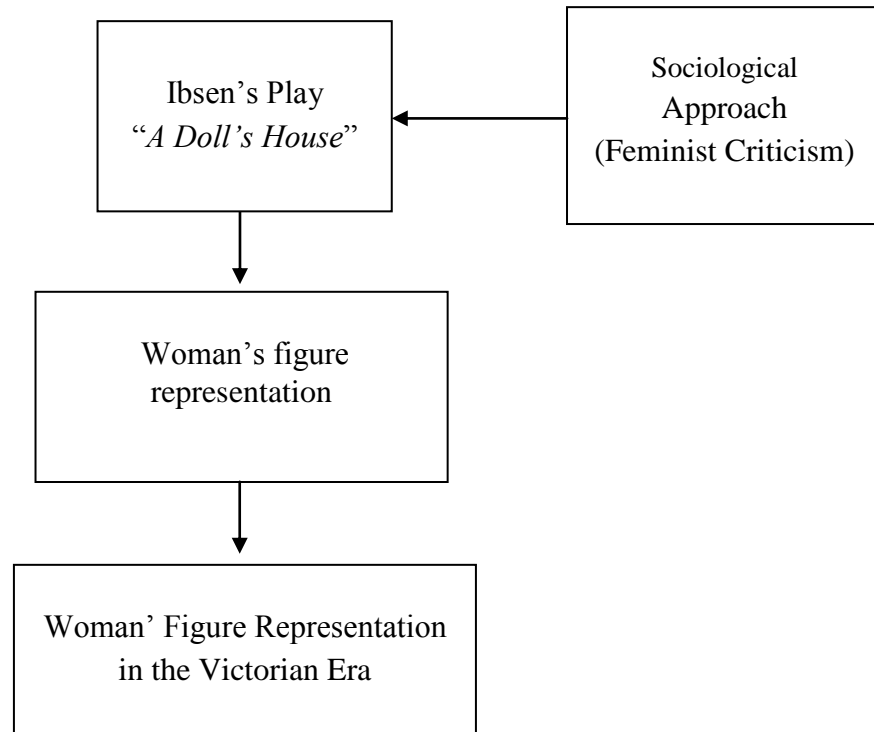 Ibsen’s Play
“A Doll’s House”
Sociological
Approach
(Feminist Criticism)
Woman’s figure
representation
Woman’ Figure Representation
in the Victorian Era